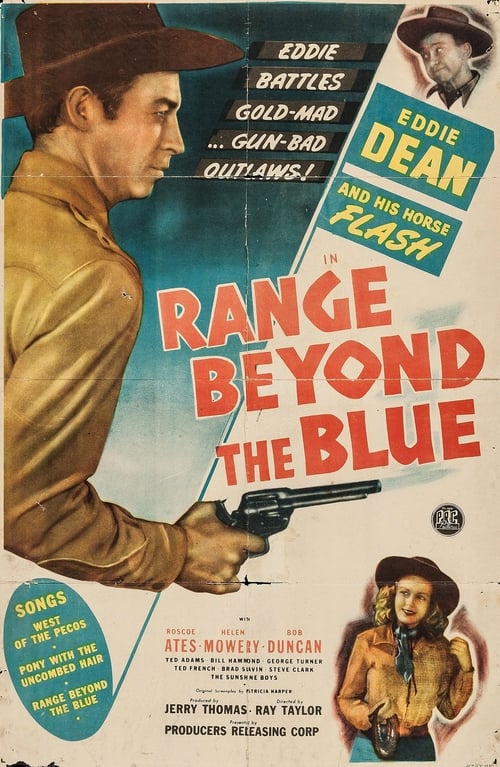 EDDIE
BATTLES
GOLD-MAD
... GUN-BAD
OUTLAWS!
EDDIE
DEAN
AND HIS HORSE
FLASH
IN
RANGE
BEYOND
THE BLUE
PRC
SONGS
WEST
OF THE PECOS
PONY WITH THE
UNCOMBED HAIR
RANGE BEYOND
THE BLUE
WITH
ROSCOE HELEN BOB
ATES · MOWERY · DUNCAN
TED ADAMS · BILL HAMMOND · GEORGE TURNER
TED FRENCH · BRAD SLAVIN · STEVE CLARK
THE SUNSHINE BOYS
Original Screenplay by PATRICIA HARPER
Produced by Directed by
JERRY THOMAS · RAY TAYLOR
Presented by
PRODUCERS RELEASING CORP